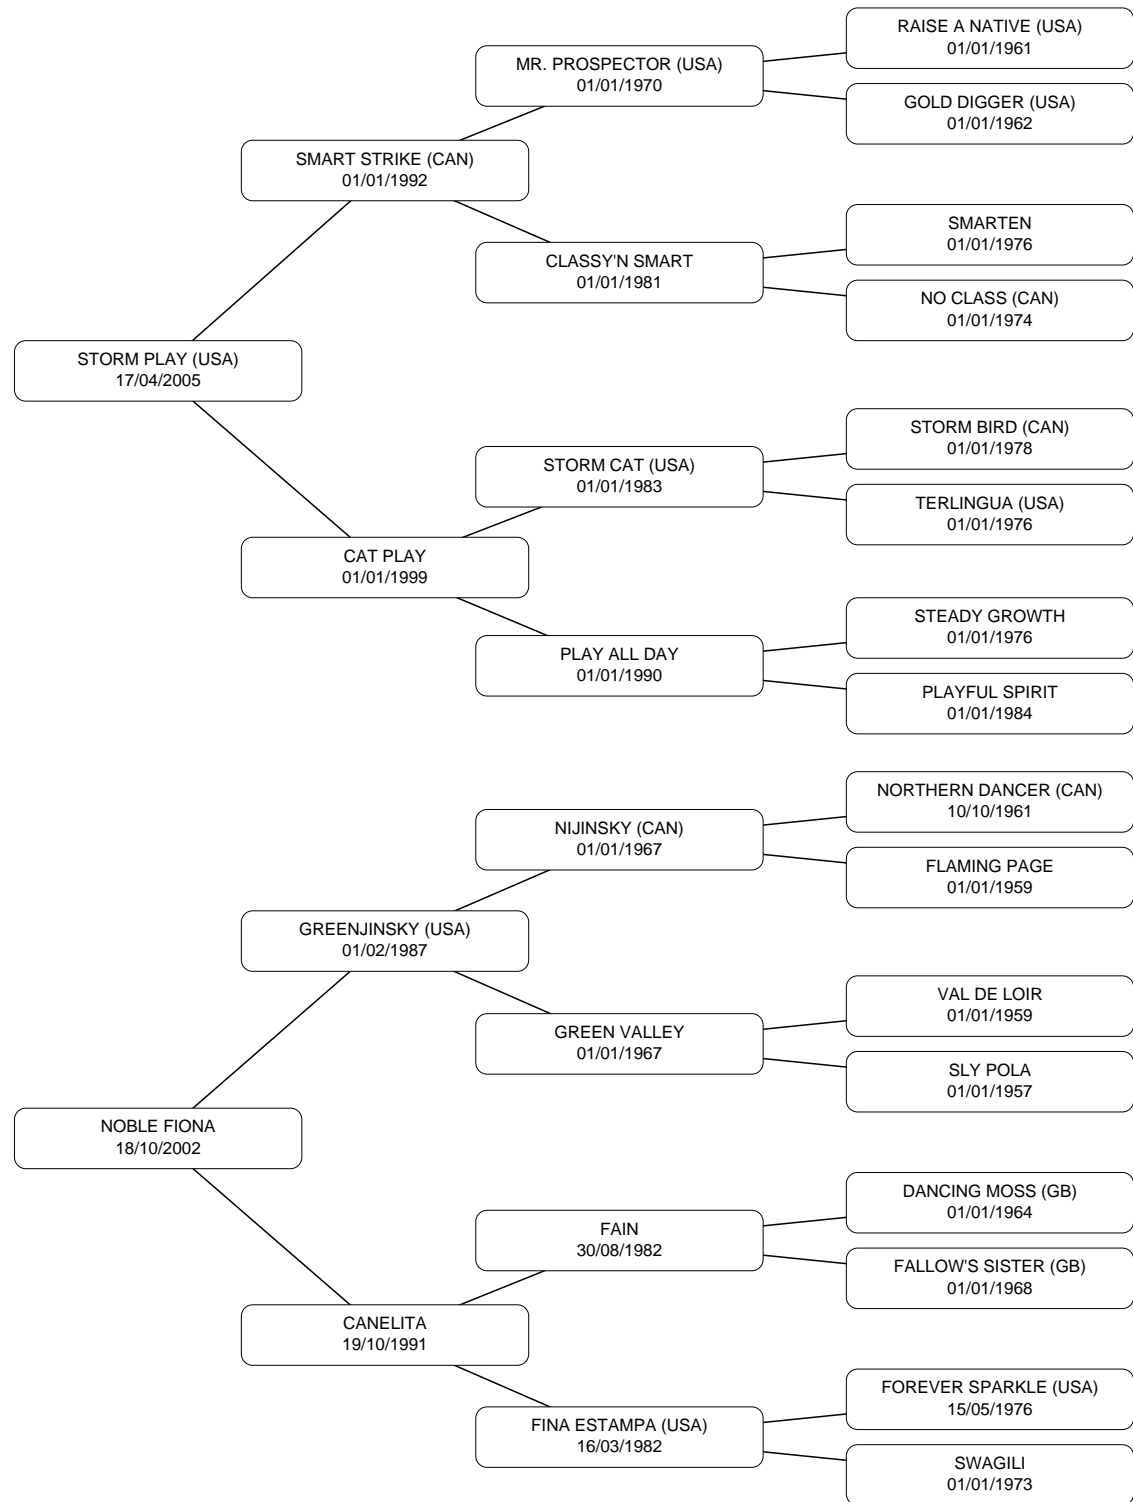 RAISE A NATIVE (USA)
01/01/1961
MR. PROSPECTOR (USA)
01/01/1970
GOLD DIGGER (USA)
01/01/1962
SMART STRIKE (CAN)
01/01/1992
SMARTEN
01/01/1976
CLASSY'N SMART
01/01/1981
NO CLASS (CAN)
01/01/1974
STORM PLAY (USA)
17/04/2005
STORM BIRD (CAN)
01/01/1978
STORM CAT (USA)
01/01/1983
TERLINGUA (USA)
01/01/1976
CAT PLAY
01/01/1999
STEADY GROWTH
01/01/1976
PLAY ALL DAY
01/01/1990
PLAYFUL SPIRIT
01/01/1984
NORTHERN DANCER (CAN)
10/10/1961
NIJINSKY (CAN)
01/01/1967
FLAMING PAGE
01/01/1959
GREENJINSKY (USA)
01/02/1987
VAL DE LOIR
01/01/1959
GREEN VALLEY
01/01/1967
SLY POLA
01/01/1957
NOBLE FIONA
18/10/2002
DANCING MOSS (GB)
01/01/1964
FAIN
30/08/1982
FALLOW'S SISTER (GB)
01/01/1968
CANELITA
19/10/1991
FOREVER SPARKLE (USA)
15/05/1976
FINA ESTAMPA (USA)
16/03/1982
SWAGILI
01/01/1973